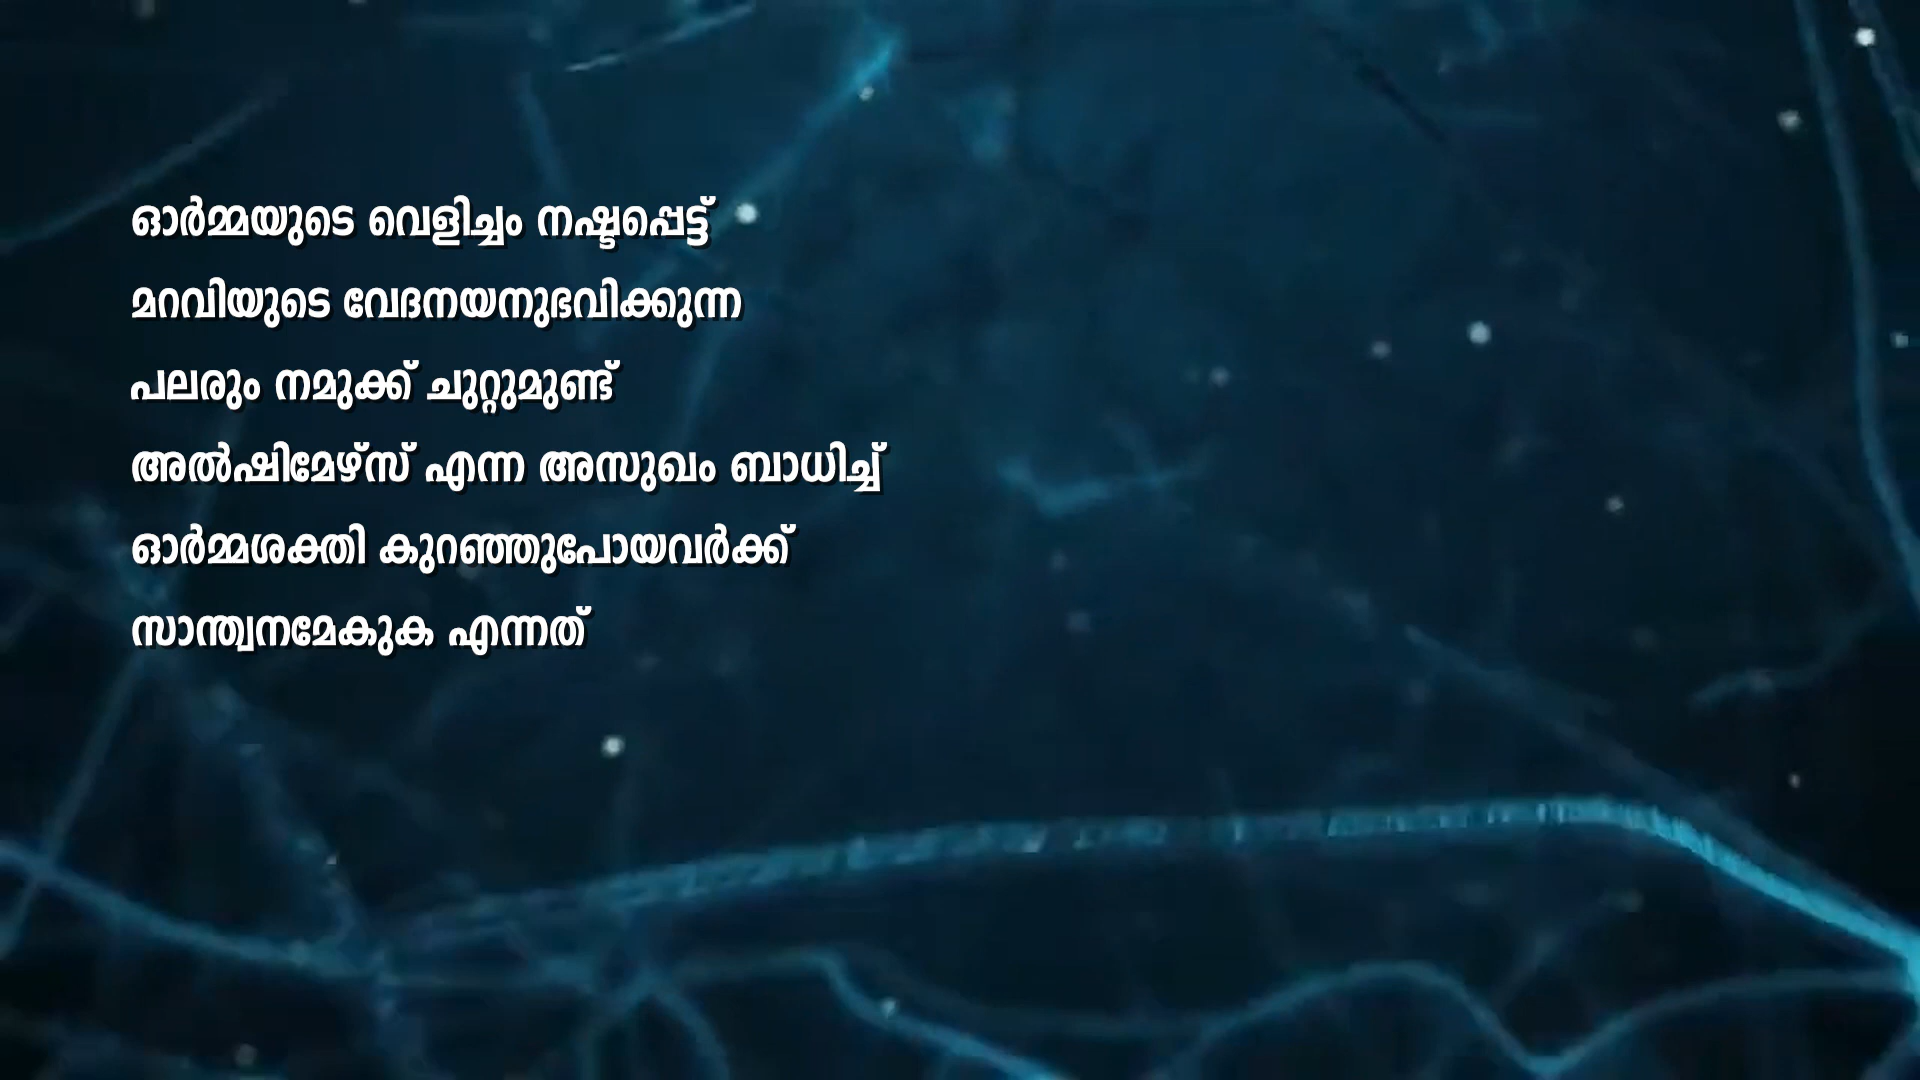 ഓർമ്മയുടെ വെളിച്ചം നഷ്ടപ്പെട്ട്
മറവിയുടെ വേദനയനുഭവിക്കുന്ന
പലരും നമുക്ക് ചുറ്റുമുണ്ട്
അൽഷിമേഴ്സ് എന്ന അസുഖം ബാധിച്ച്
ഓർമ്മശക്തി കുറഞ്ഞുപോയവർക്ക്
സാന്ത്വനമേകുക എന്നത്